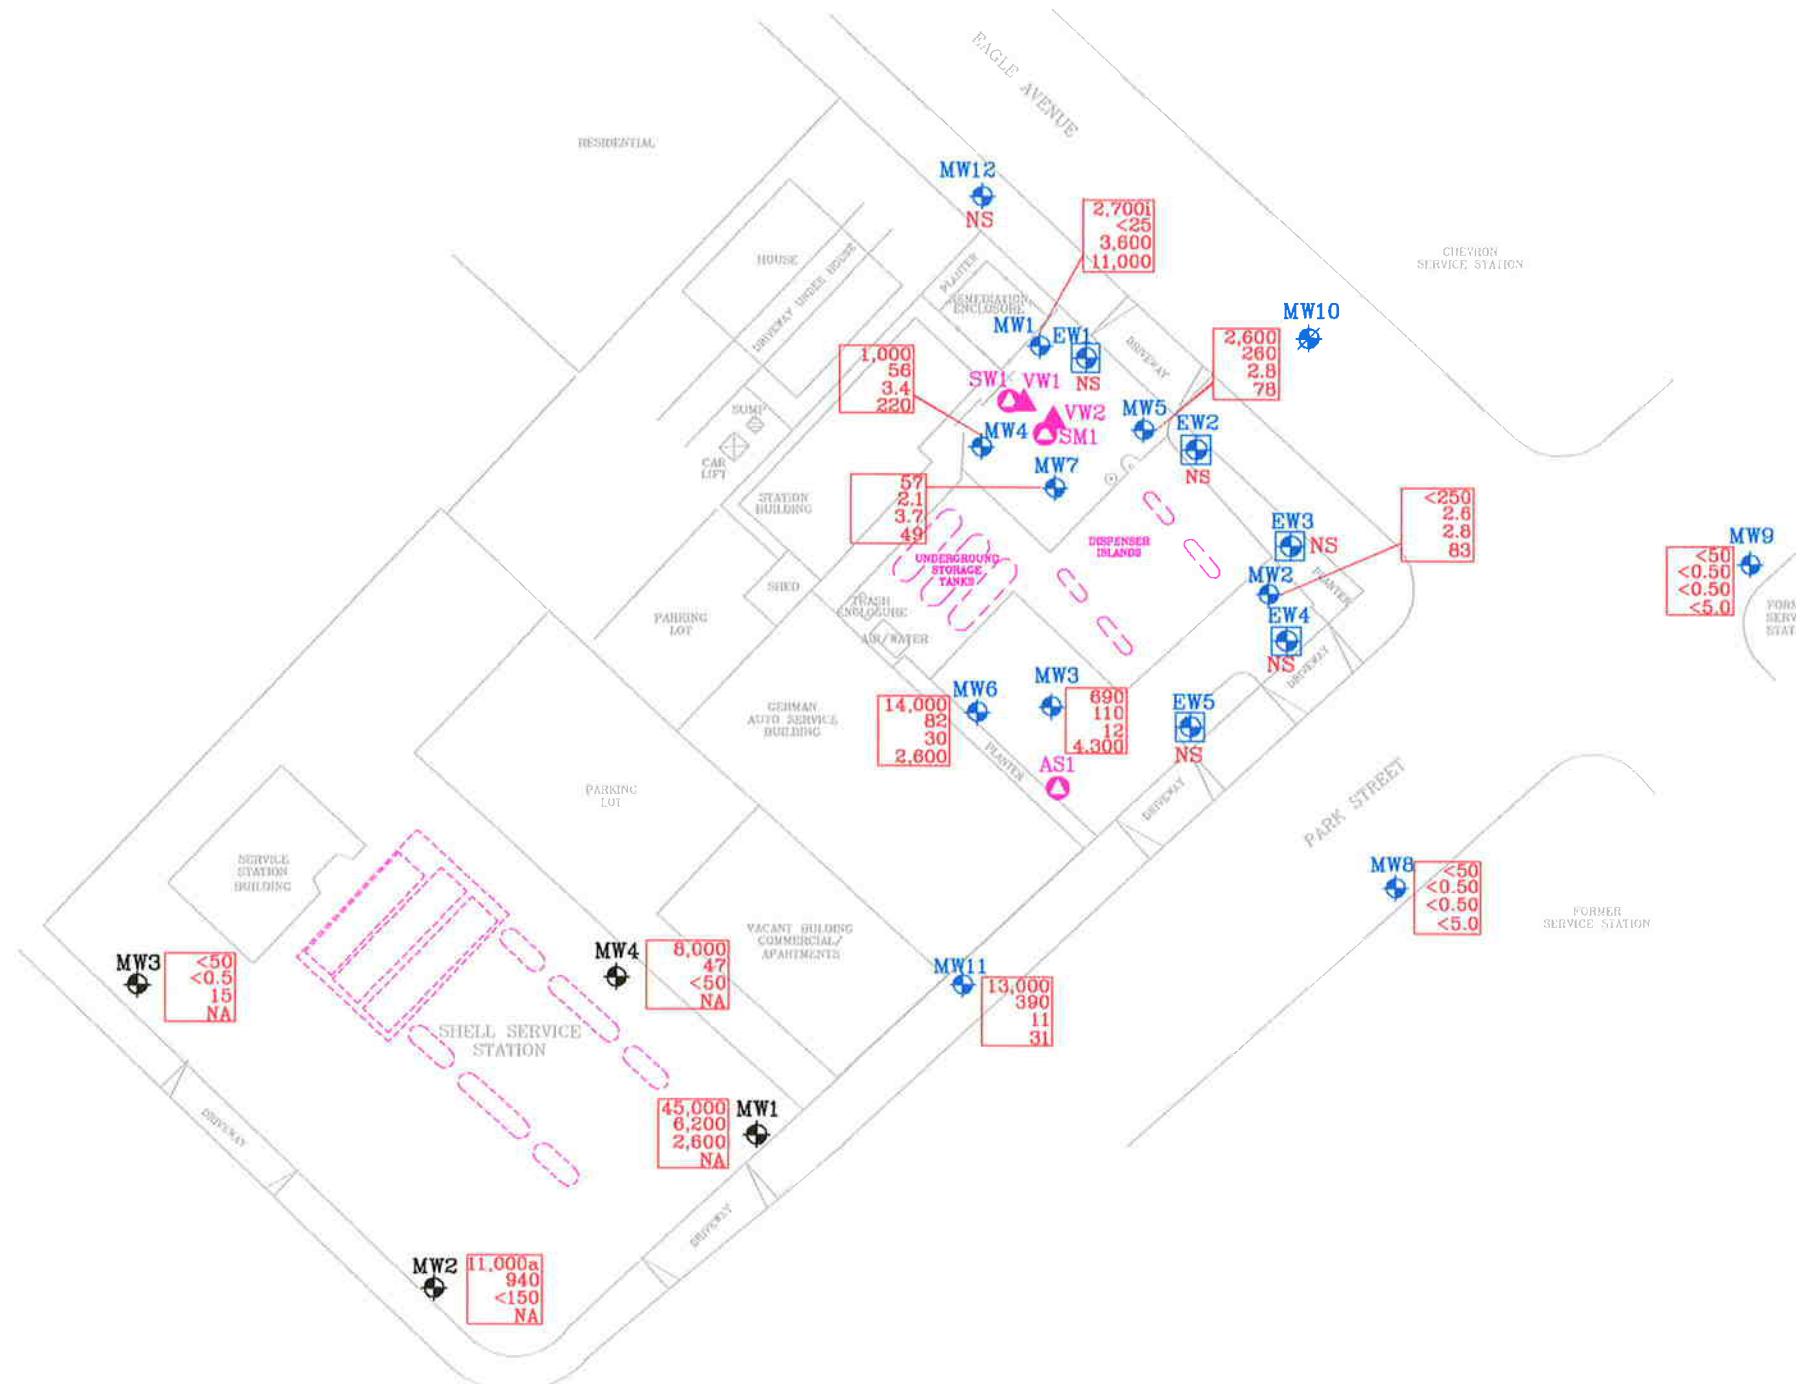 EAGLE AVENUE
RESIDENTIAL
MW12
NS
2,700i
<25
3,600
11,000
HOUSE
DRIVEWAY UNDER HOUSE
PLANTER
REMEDIATION
ENCLOSURE
CHEVRON
SERVICE STATION
MW10
MW1
EW1
NS
DRIVEWAY
2,600
260
2.8
78
1,000
56
3.4
220
SW1
VW1
VW2
SM1
MW4
MW5
EW2
NS
SUMP
CAR
LIFT
MW7
57
2.1
3.7
49
STATION
BUILDING
<250
2.6
2.8
83
EW3
NS
DISPENSER
ISLANDS
UNDERGROUND
STORAGE
TANKS
MW9
<50
<0.50
<0.50
<5.0
MW2
PLANTER
SHED
TRASH
ENCLOSURE
AIR/WATER
PARKING
LOT
EW4
NS
DRIVEWAY
FORM
SERV
STAT
MW6
14,000
82
30
2,600
MW3
690
110
12
4.300
EW5
NS
GERMAN
AUTO SERVICE
BUILDING
PLANTER
AS1
DRIVEWAY
PARK STREET
PARKING
LOT
SERVICE
STATION
BUILDING
MW8
<50
<0.50
<0.50
<5.0
FORMER
SERVICE STATION
VACANT BUILDING
COMMERCIAL/
APARTMENTS
MW3
<50
<0.5
15
NA
MW4
8,000
47
<50
NA
MW11
13,000
390
11
31
SHELL SERVICE
STATION
45,000
6,200
2,600
NA
MW1
DRIVEWAY
DRIVEWAY
MW2
11,000a
940
<150
NA